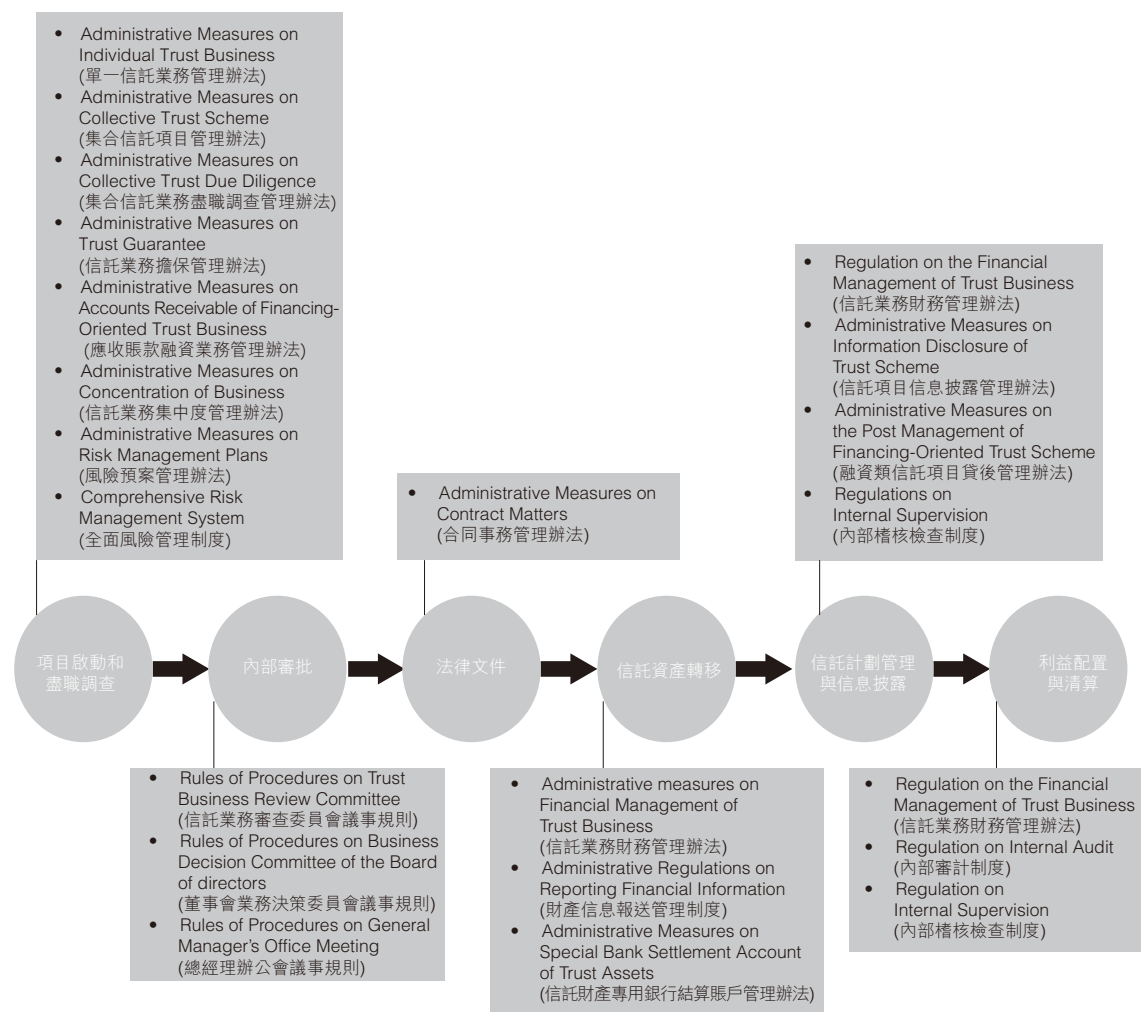 • Administrative Measures on
Individual Trust Business
(單一信託業務管理辦法)
• Administrative Measures on
Collective Trust Scheme
(集合信託項目管理辦法)
• Administrative Measures on
Collective Trust Due Diligence
(集合信託業務盡職調查管理辦法)
• Administrative Measures on
Trust Guarantee
(信託業務擔保管理辦法)
• Administrative Measures on
Accounts Receivable of Financing-
Oriented Trust Business
(應收賬款融資業務管理辦法)
• Administrative Measures on
Concentration of Business
(信託業務集中度管理辦法)
• Administrative Measures on
Risk Management Plans
(風險預案管理辦法)
• Comprehensive Risk
Management System
(全面風險管理制度)
• Administrative Measures on
Contract Matters
(合同事務管理辦法)
• Regulation on the Financial
Management of Trust Business
(信託業務財務管理辦法)
• Administrative Measures on
Information Disclosure of
Trust Scheme
(信託項目信息披露管理辦法)
• Administrative Measures on
the Post Management of
Financing-Oriented Trust Scheme
(融資類信託項目貸後管理辦法)
• Regulations on
Internal Supervision
(內部稽核檢查制度)
項目啟動和
盡職調查
內部審批
法律文件
信託資產轉移
信託計劃管理
與信息披露
利益配置
與清算
• Rules of Procedures on Trust
Business Review Committee
(信託業務審查委員會議事規則)
• Rules of Procedures on Business
Decision Committee of the Board
of directors
(董事會業務決策委員會議事規則)
• Rules of Procedures on General
Manager's Office Meeting
(總經理辦公會議事規則)
• Administrative measures on
Financial Management of
Trust Business
(信託業務財務管理辦法)
• Administrative Regulations on
Reporting Financial Information
(財產信息報送管理制度)
• Administrative Measures on
Special Bank Settlement Account
of Trust Assets
(信託財產專用銀行結算賬戶管理辦法)
• Regulation on the Financial
Management of Trust Business
(信託業務財務管理辦法)
• Regulation on Internal Audit
(內部審計制度)
• Regulation on
Internal Supervision
(內部稽核檢查制度)